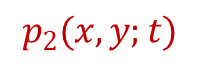 p₂(x, y; t)